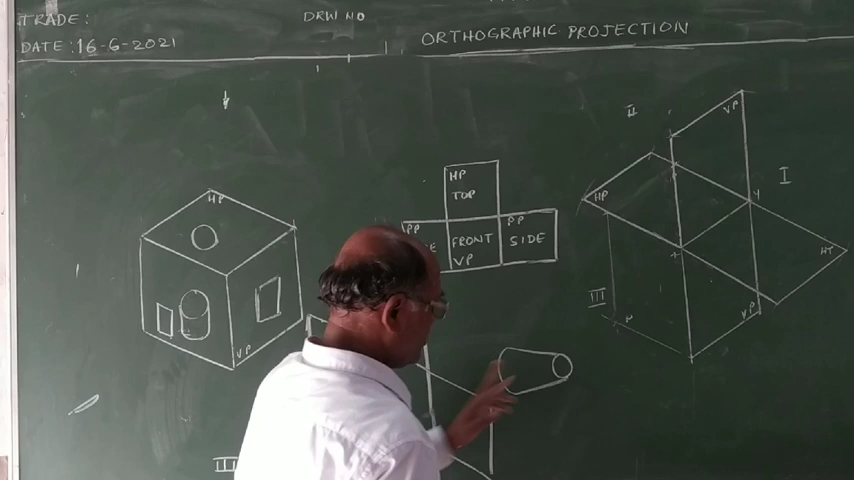 TRADE:
DRW NO
DATE: 16-6-2021
ORTHOGRAPHIC PROJECTION
II
VP
I
HP
HP
TOP
HP
Y
PP
PP
FRONT
SIDE
VP
HT
X
III
VP
VP
III